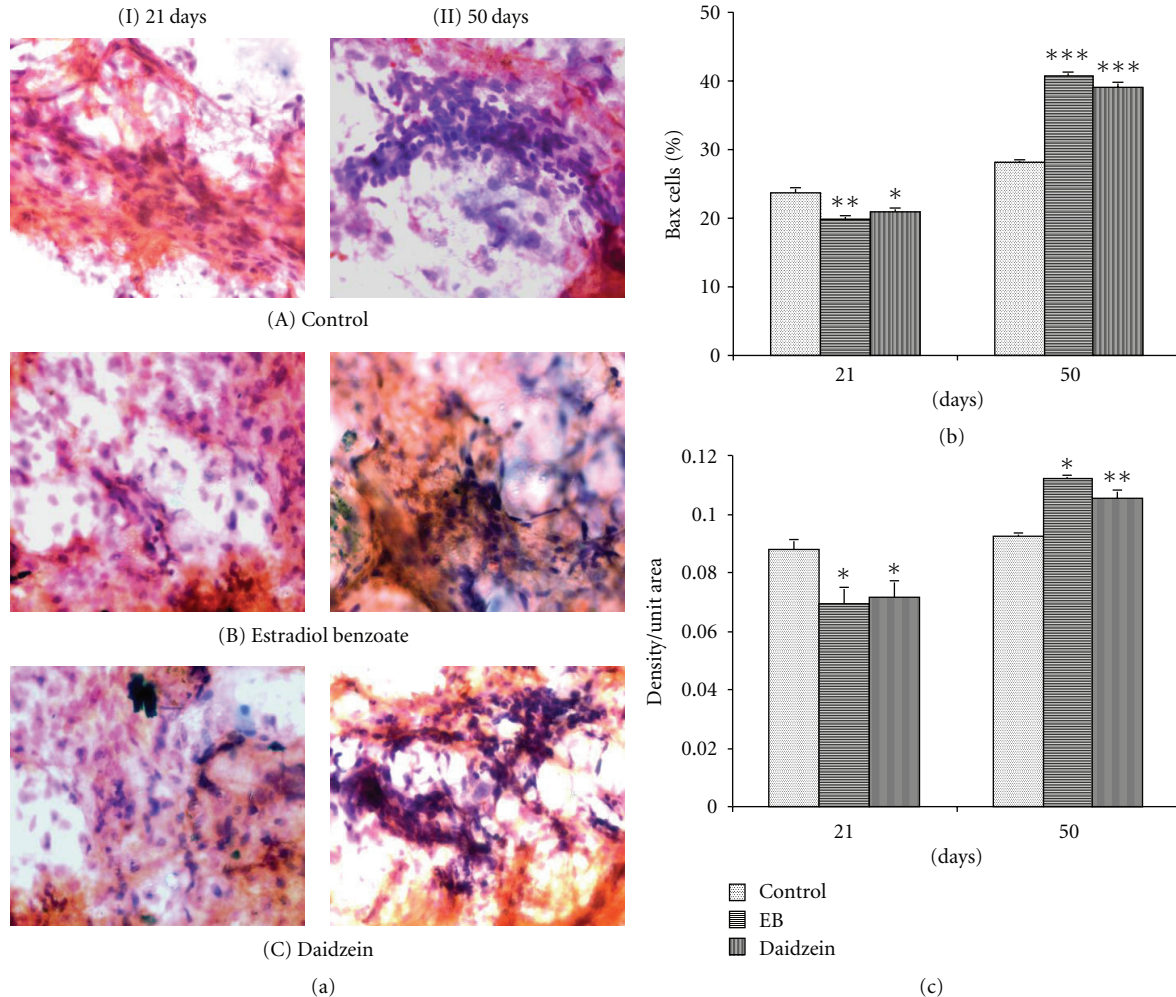 (I) 21 days
(II) 50 days
(A) Control
(B) Estradiol benzoate
(C) Daidzein
(a)
50
40
30
20
10
0
Bax cells (%)
**
*
***
***
21
50
(days)
(b)
0.12
0.1
0.08
0.06
0.04
0.02
0
Density/unit area
*
*
*
**
21
50
(days)
Control
EB
Daidzein
(c)